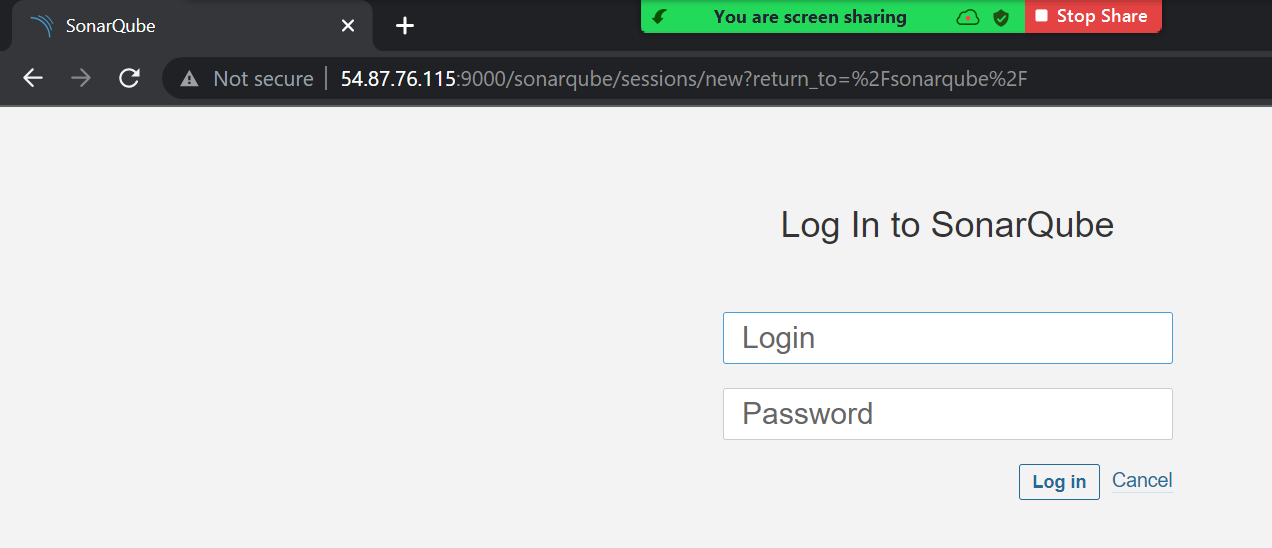 SonarQube
You are screen sharing
Stop Share
Not secure
54.87.76.115:9000/sonarqube/sessions/new?return_to=%2Fsonarqube%2F
Log In to SonarQube
Login
Password
Log in Cancel